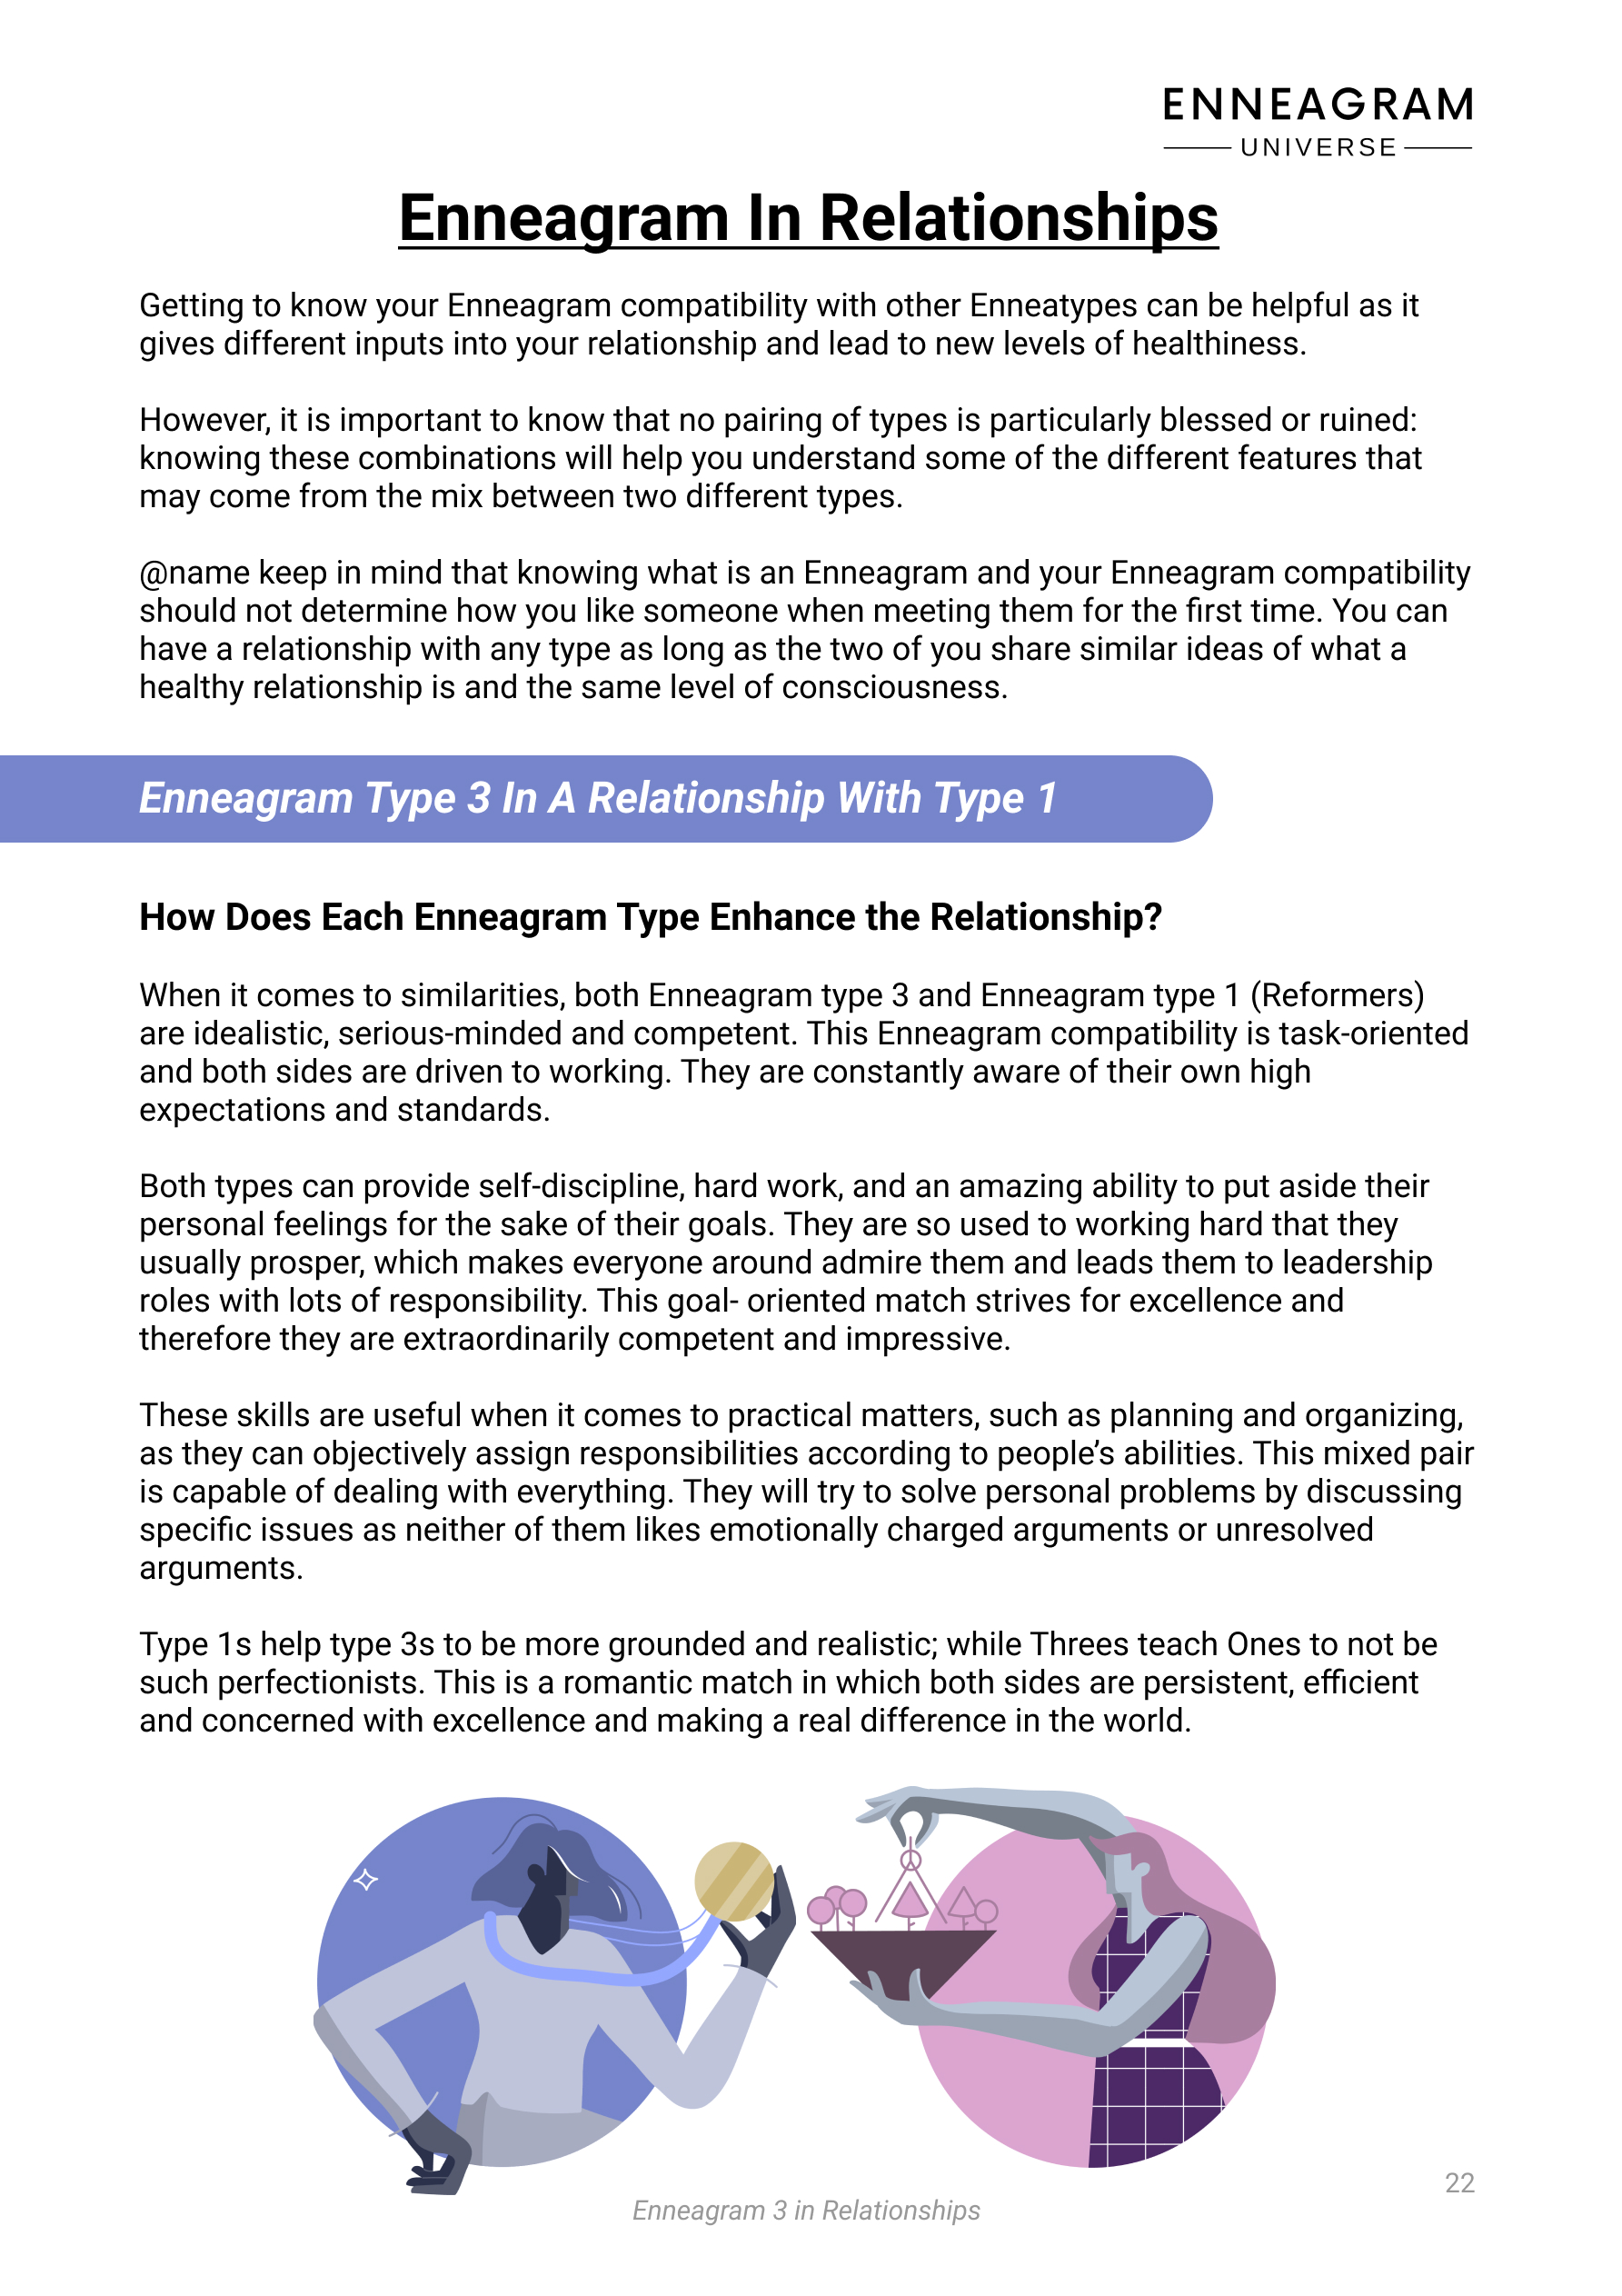 ENNEAGRAM
UNIVERSE
Enneagram In Relationships
Getting to know your Enneagram compatibility with other Enneatypes can be helpful as it
gives different inputs into your relationship and lead to new levels of healthiness.
However, it is important to know that no pairing of types is particularly blessed or ruined:
knowing these combinations will help you understand some of the different features that
may come from the mix between two different types.
@name keep in mind that knowing what is an Enneagram and your Enneagram compatibility
should not determine how you like someone when meeting them for the first time. You can
have a relationship with any type as long as the two of you share similar ideas of what a
healthy relationship is and the same level of consciousness.
Enneagram Type 3 In A Relationship With Type 1
How Does Each Enneagram Type Enhance the Relationship?
When it comes to similarities, both Enneagram type 3 and Enneagram type 1 (Reformers)
are idealistic, serious-minded and competent. This Enneagram compatibility is task-oriented
and both sides are driven to working. They are constantly aware of their own high
expectations and standards.
Both types can provide self-discipline, hard work, and an amazing ability to put aside their
personal feelings for the sake of their goals. They are so used to working hard that they
usually prosper, which makes everyone around admire them and leads them to leadership
roles with lots of responsibility. This goal- oriented match strives for excellence and
therefore they are extraordinarily competent and impressive.
These skills are useful when it comes to practical matters, such as planning and organizing,
as they can objectively assign responsibilities according to people’s abilities. This mixed pair
is capable of dealing with everything. They will try to solve personal problems by discussing
specific issues as neither of them likes emotionally charged arguments or unresolved
arguments.
Type 1s help type 3s to be more grounded and realistic; while Threes teach Ones to not be
such perfectionists. This is a romantic match in which both sides are persistent, efficient
and concerned with excellence and making a real difference in the world.
22
Enneagram 3 in Relationships